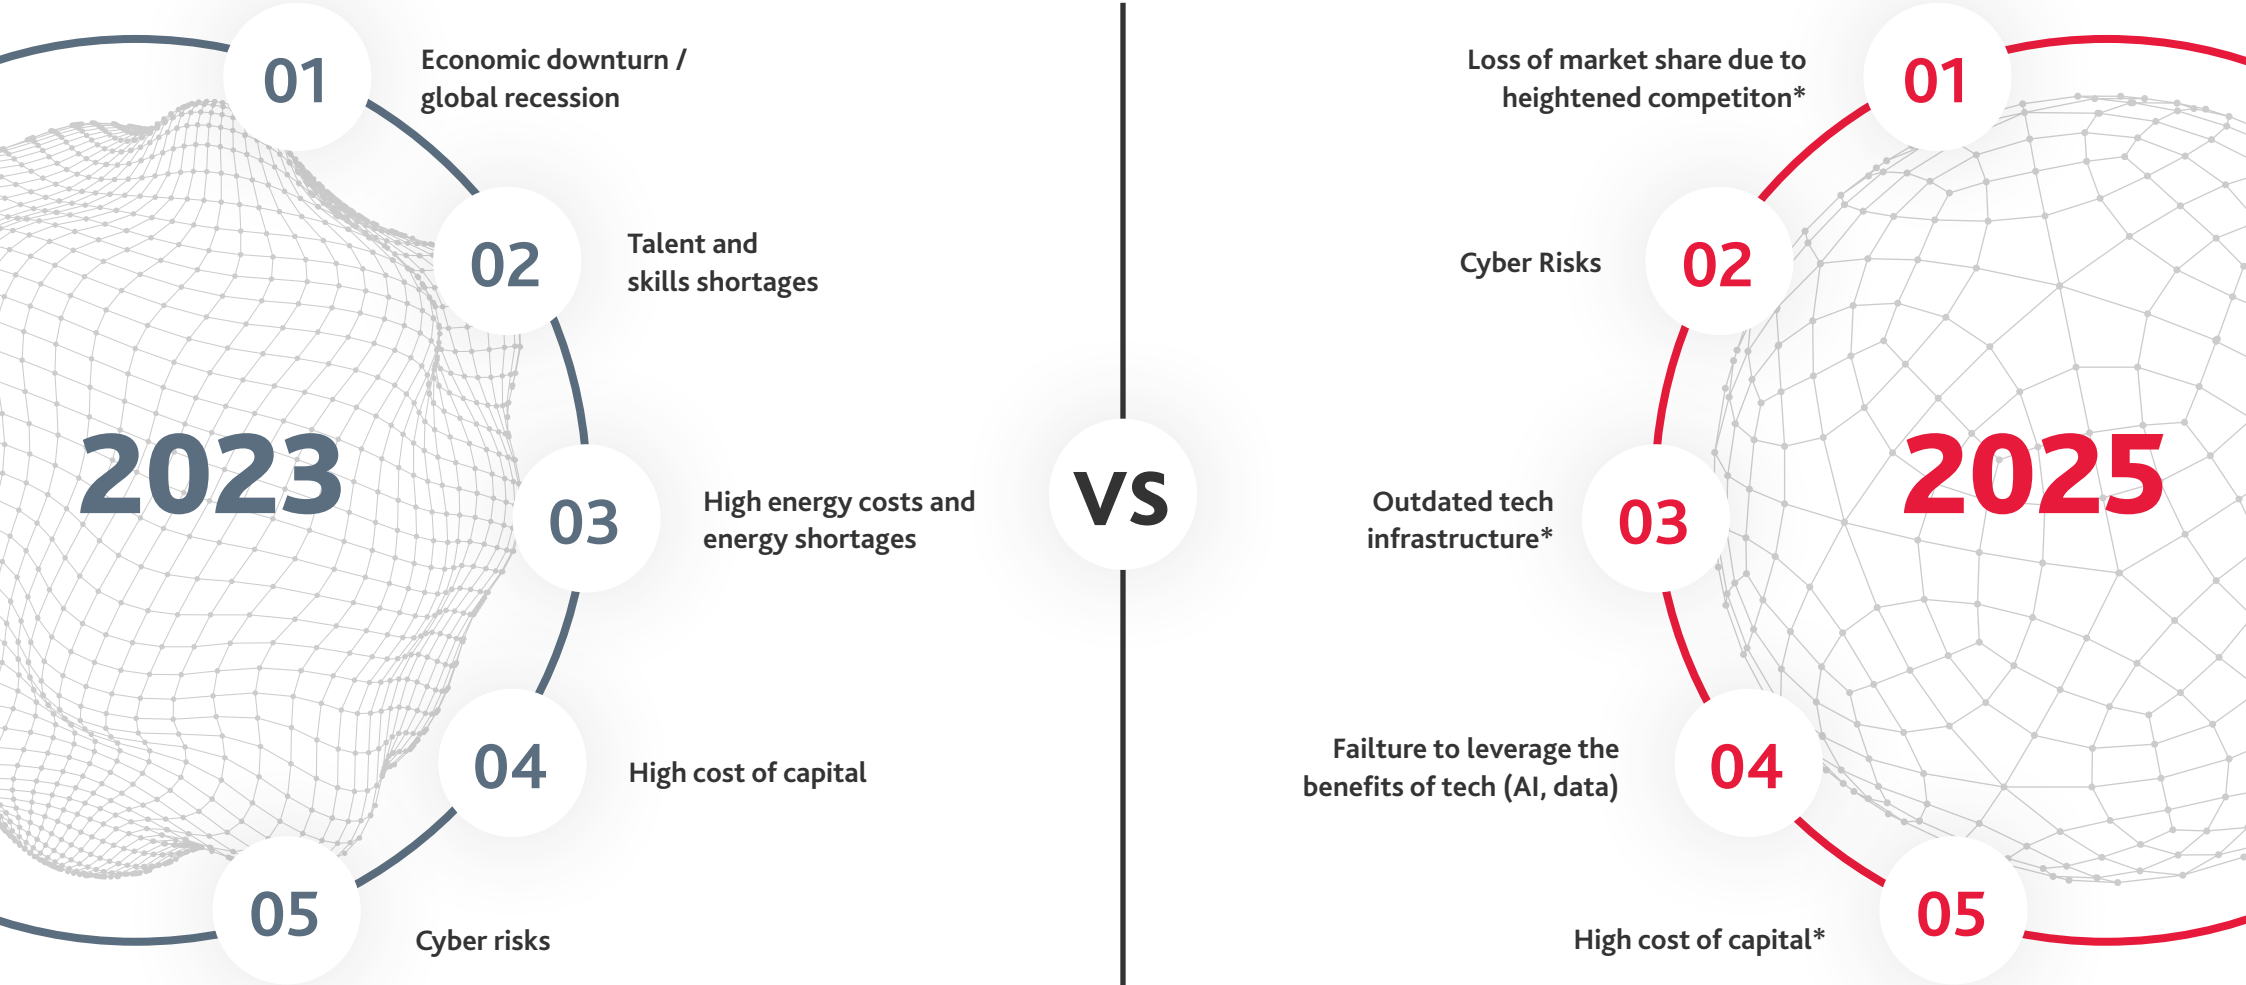 01
Economic downturn /
global recession
02
Talent and
skills shortages
03
High energy costs and
energy shortages
2023
04
High cost of capital
05
Cyber risks
VS
01
Loss of market share due to
heightened competiton*
02
Cyber Risks
03
Outdated tech
infrastructure*
2025
04
Failture to leverage the
benefits of tech (AI, data)
05
High cost of capital*